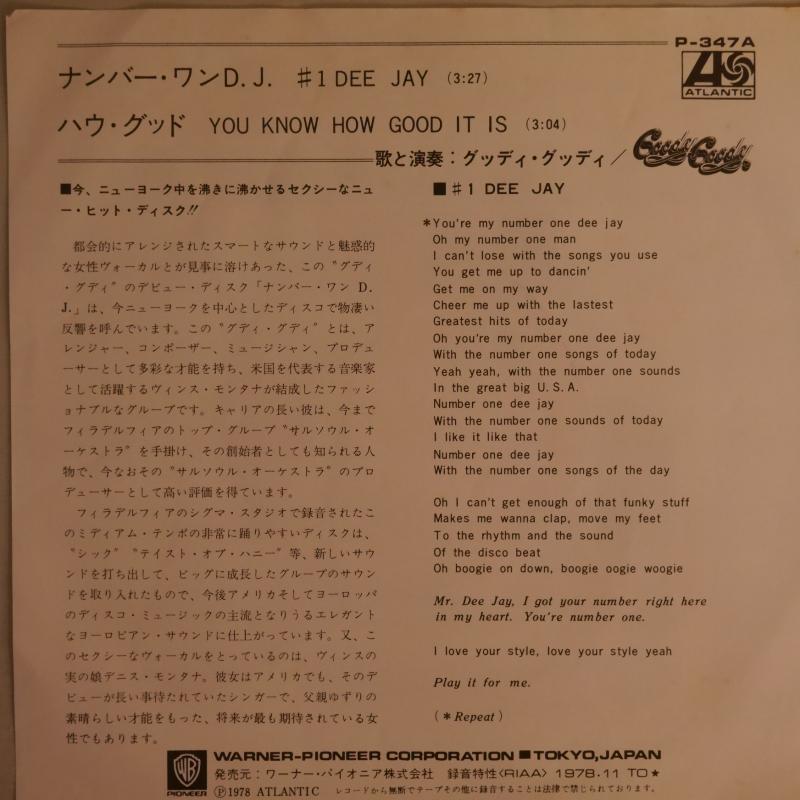 P-347A
ナンバー・ワンD.J. ♯1 DEE JAY (3:27)
ATLANTIC
ハウ・グッド YOU KNOW HOW GOOD IT IS (3:04)
歌と演奏：グッディ・グッディ／Goody Goody
■今、ニューヨーク中を沸きに沸かせるセクシーなニュ
ー・ヒット・ディスク!!
都会的にアレンジされたスマートなサウンドと魅惑的
な女性ヴォーカルとが見事に溶けあった、この〝グディ
・グディ〞のデビュー・ディスク「ナンバー・ワン D.
J.」は、今ニューヨークを中心としたディスコで物凄い
反響を呼んでいます。この〝グディ・グディ〞とは、ア
レンジャー、コンポーザー、ミュージシャン、プロデュ
ーサーとして多彩な才能を持ち、米国を代表する音楽家
として活躍するヴィンス・モンタナが結成したファッシ
ョナブルなグループです。キャリアの長い彼は、今まで
フィラデルフィアのトップ・グループ〝サルソウル・オ
ーケストラ〞を手掛け、その創始者としても知られる人
物で、今なおその〝サルソウル・オーケストラ〞のプロ
デューサーとして高い評価を得ています。
フィラデルフィアのシグマ・スタジオで録音されたこ
のミディアム・テンポの非常に踊りやすいディスクは、
〝シック〞〝テイスト・オブ・ハニー〞等、新しいサウ
ンドを打ち出して、ビッグに成長したグループのサウン
ドを取り入れたもので、今後アメリカそしてヨーロッパ
のディスコ・ミュージックの主流となりうるエレガント
なヨーロピアン・サウンドに仕上がっています。又、こ
のセクシーなヴォーカルをとっているのは、ヴィンスの
実の娘デニス・モンタナ。彼女はアメリカでも、そのデ
ビューが長い事待たれていたシンガーで、父親ゆずりの
素晴らしい才能をもった、将来が最も期待されている女
性でもあります。
■♯1 DEE JAY
＊You're my number one dee jay
Oh my number one man
I can't lose with the songs you use
You get me up to dancin'
Get me on my way
Cheer me up with the lastest
Greatest hits of today
Oh you're my number one dee jay
With the number one songs of today
Yeah yeah, with the number one sounds
In the great big U.S.A.
Number one dee jay
With the number one sounds of today
I like it like that
Number one dee jay
With the number one songs of the day
Oh I can't get enough of that funky stuff
Makes me wanna clap, move my feet
To the rhythm and the sound
Of the disco beat
Oh boogie on down, boogie oogie woogie
Mr. Dee Jay, I got your number right here
in my heart. You're number one.
I love your style, love your style yeah
Play it for me.
(＊Repeat)
WARNER-PIONEER CORPORATION ■TOKYO,JAPAN
PIONEER
発売元：ワーナー・パイオニア株式会社 録音特性〈RIAA〉1978・11 TO★
Ⓟ1978 ATLANTIC レコードから無断でテープその他に録音することは法律で禁じられております。